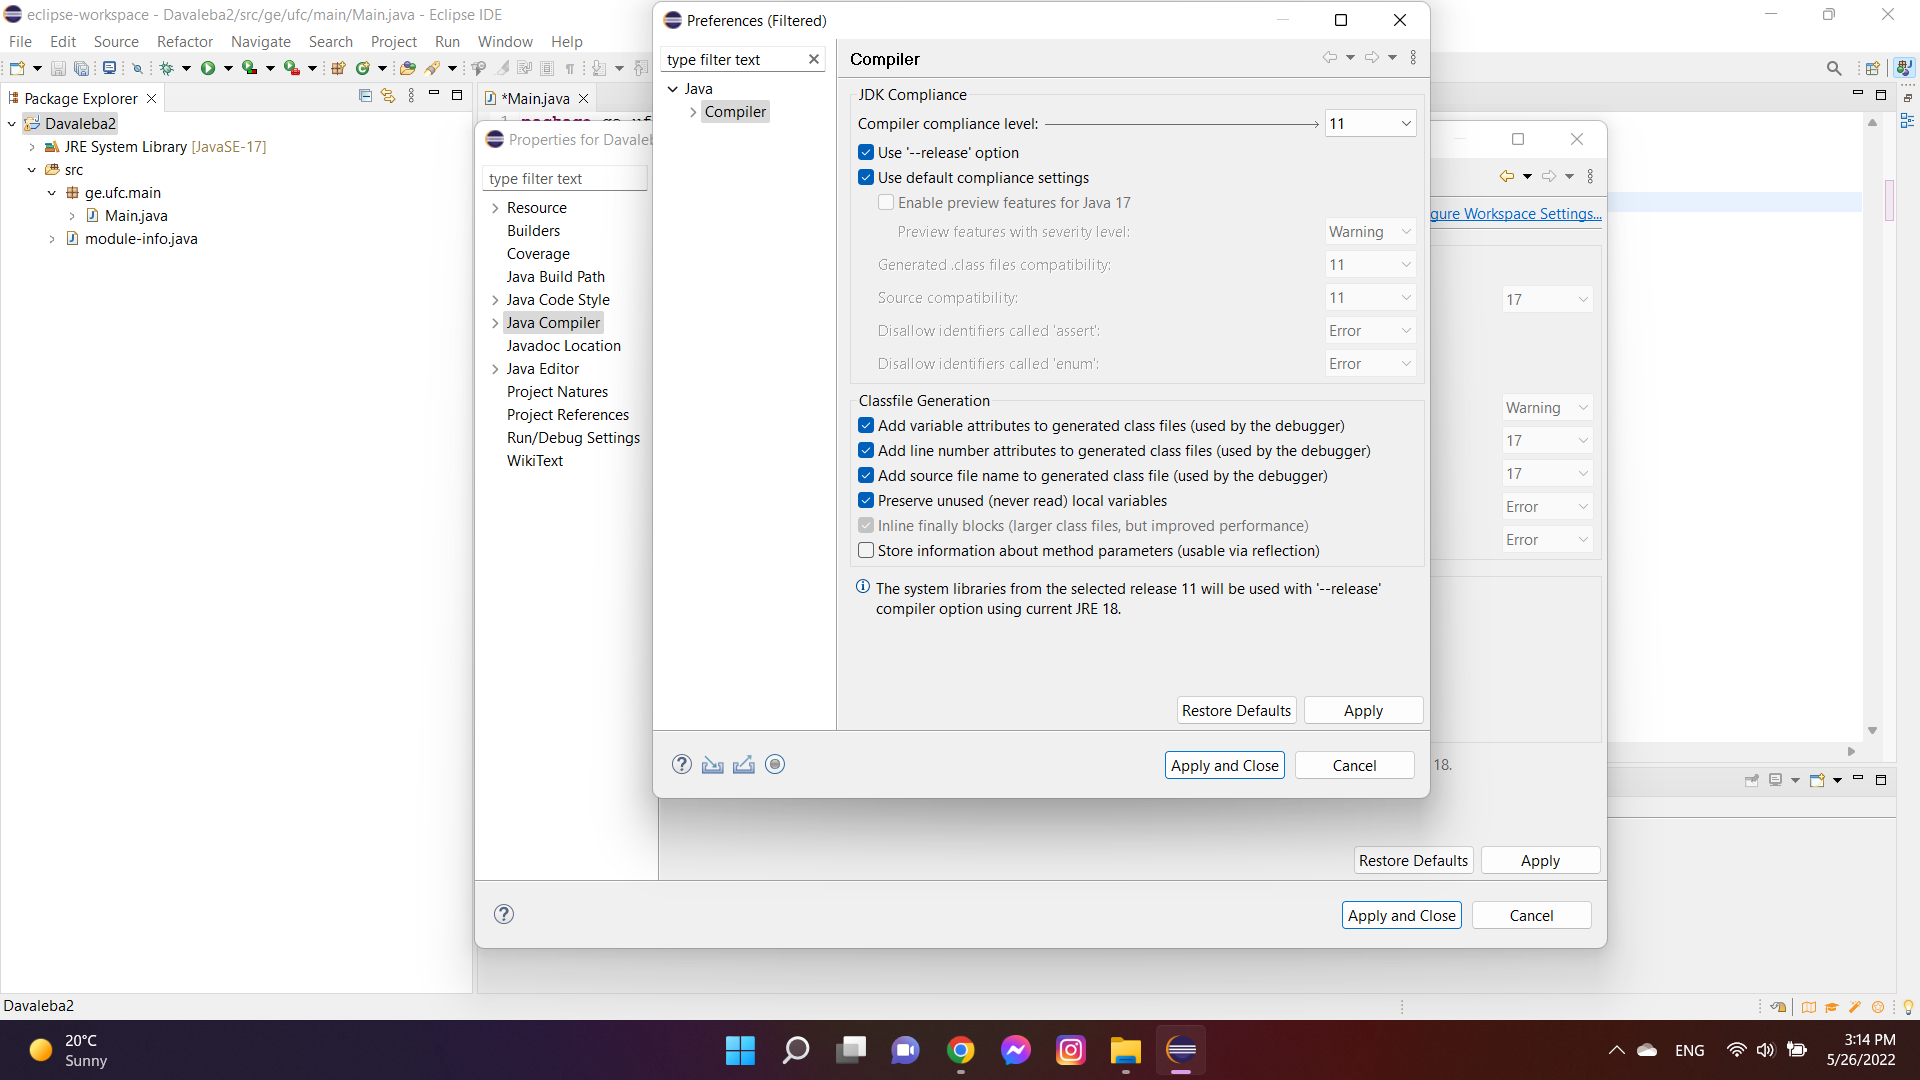 eclipse-workspace - Davaleba2/src/ge/ufc/main/Main.java - Eclipse IDE
File Edit Source Refactor Navigate Search Project Run Window Help
Package Explorer
Davaleba2
JRE System Library [JavaSE-17]
src
ge.ufc.main
Main.java
module-info.java
*Main.java
1
Properties for Davaleb
type filter text
Resource
Builders
Coverage
Java Build Path
Java Code Style
Java Compiler
Javadoc Location
Java Editor
Project Natures
Project References
Run/Debug Settings
WikiText
Preferences (Filtered)
type filter text
Java
Compiler
Compiler
JDK Compliance
Compiler compliance level: 11
Use '--release' option
Use default compliance settings
Enable preview features for Java 17
Preview features with severity level: Warning
Generated .class files compatibility: 11
Source compatibility: 11
Disallow identifiers called 'assert': Error
Disallow identifiers called 'enum': Error
Classfile Generation
Add variable attributes to generated class files (used by the debugger)
Add line number attributes to generated class files (used by the debugger)
Add source file name to generated class file (used by the debugger)
Preserve unused (never read) local variables
Inline finally blocks (larger class files, but improved performance)
Store information about method parameters (usable via reflection)
The system libraries from the selected release 11 will be used with '--release'
compiler option using current JRE 18.
Restore Defaults Apply
Apply and Close Cancel
gure Workspace Settings...
17
Warning
17
17
Error
Error
18.
Restore Defaults Apply
Apply and Close Cancel
Davaleba2
20°C
Sunny
ENG
3:14 PM
5/26/2022